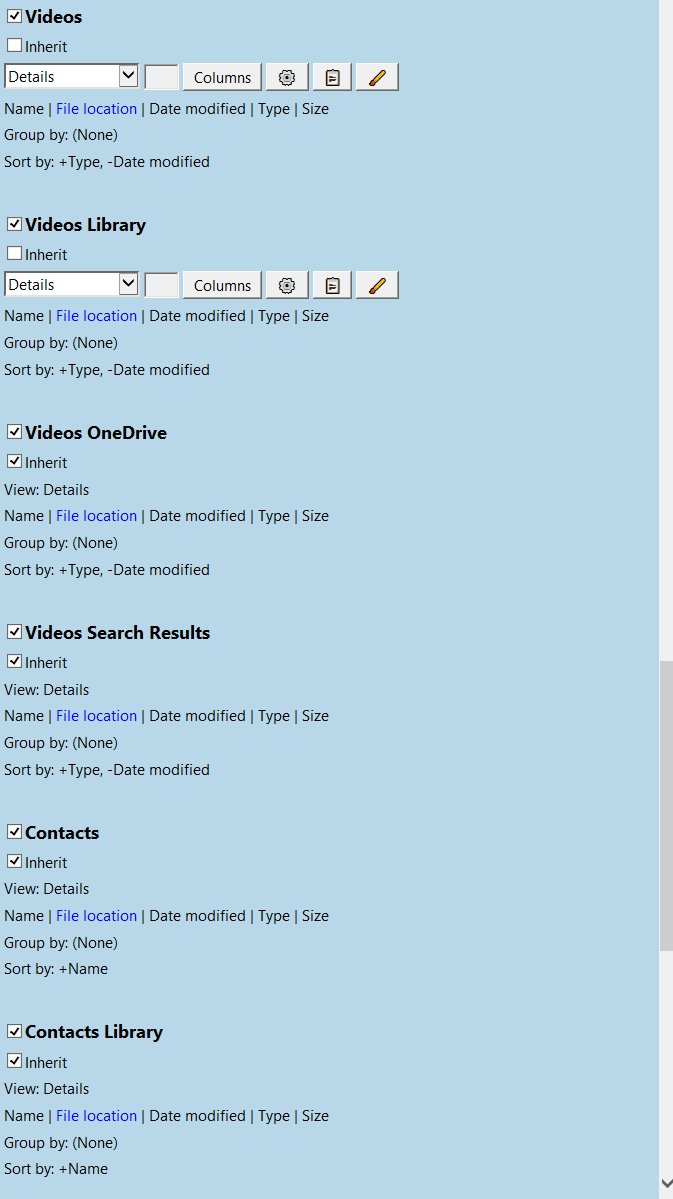 Videos
Inherit
Details Columns
Name | File location | Date modified | Type | Size
Group by: (None)
Sort by: +Type, -Date modified
Videos Library
Inherit
Details Columns
Name | File location | Date modified | Type | Size
Group by: (None)
Sort by: +Type, -Date modified
Videos OneDrive
Inherit
View: Details
Name | File location | Date modified | Type | Size
Group by: (None)
Sort by: +Type, -Date modified
Videos Search Results
Inherit
View: Details
Name | File location | Date modified | Type | Size
Group by: (None)
Sort by: +Type, -Date modified
Contacts
Inherit
View: Details
Name | File location | Date modified | Type | Size
Group by: (None)
Sort by: +Name
Contacts Library
Inherit
View: Details
Name | File location | Date modified | Type | Size
Group by: (None)
Sort by: +Name